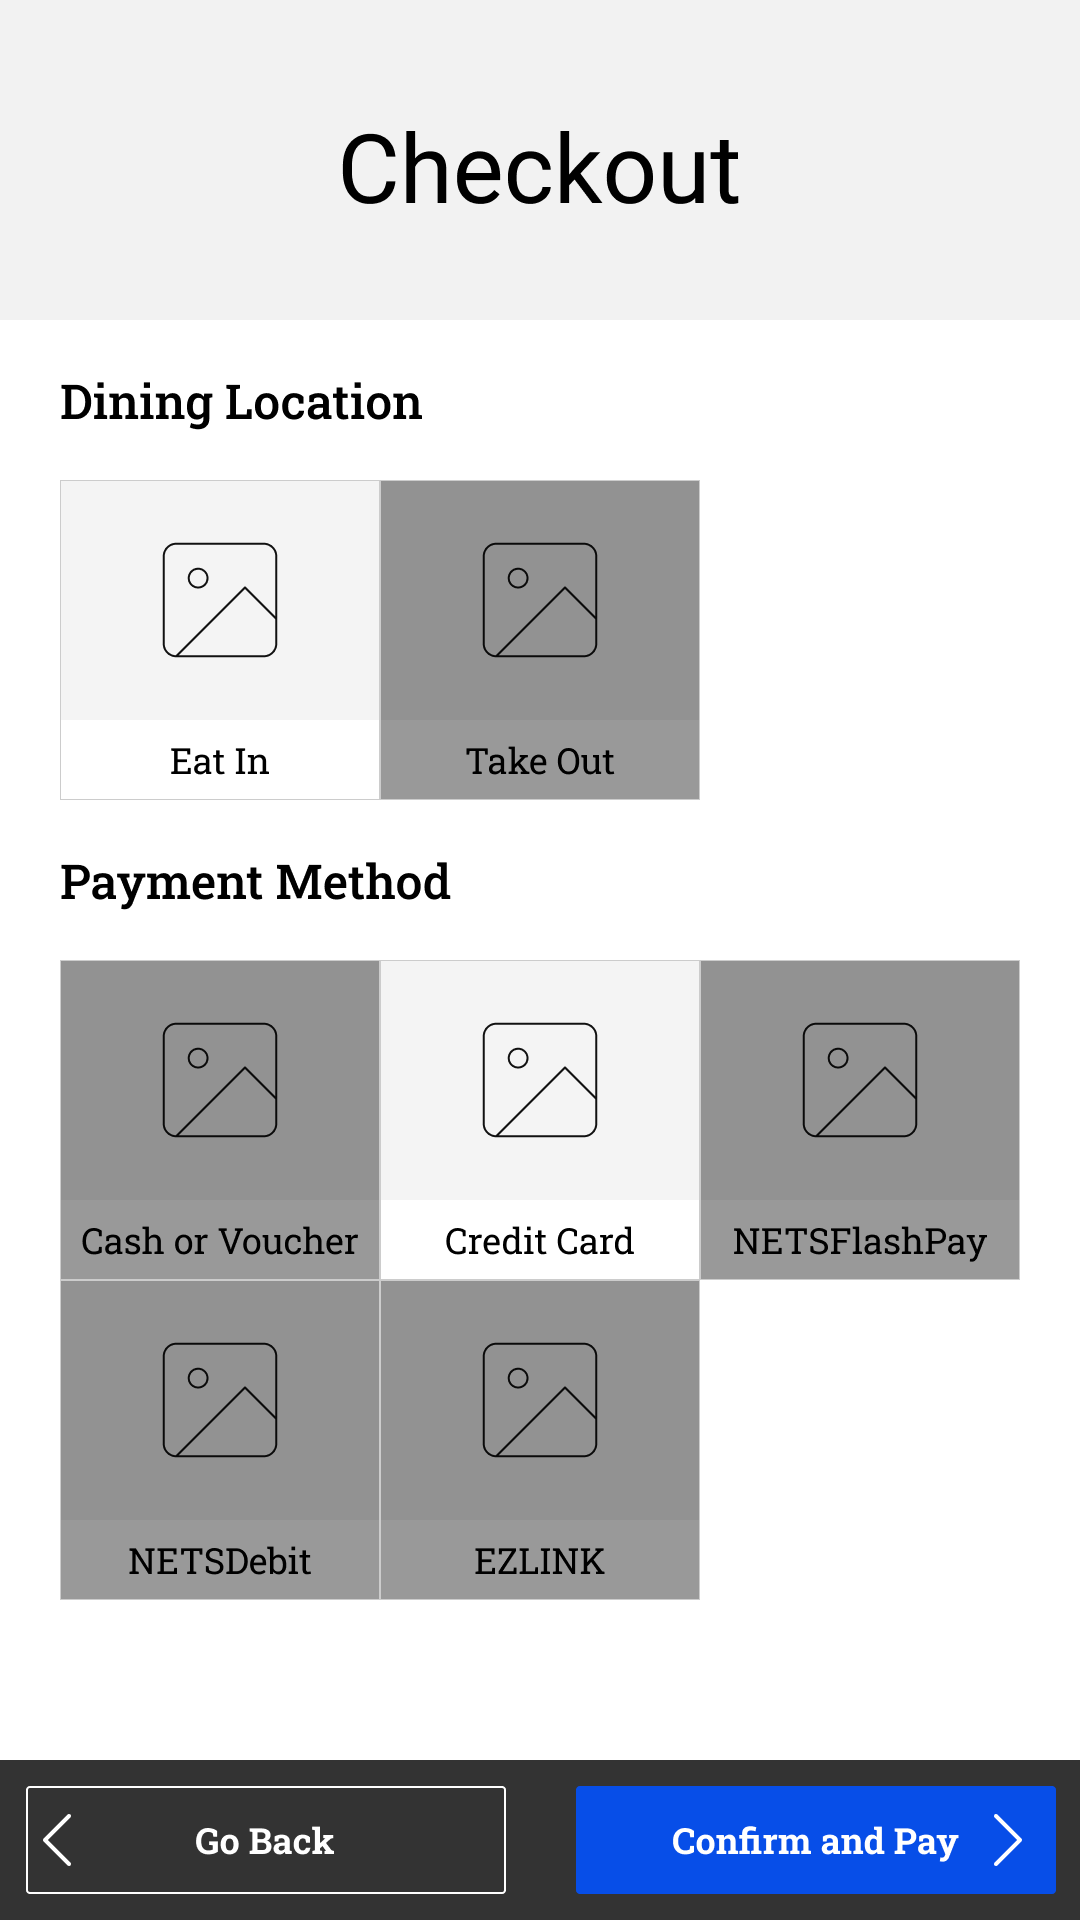 Checkout
Dining Location
Eat In
Take Out
Payment Method
Cash or Voucher
Credit Card
NETSFlashPay
NETSDebit
EZLINK
Go Back
Confirm and Pay